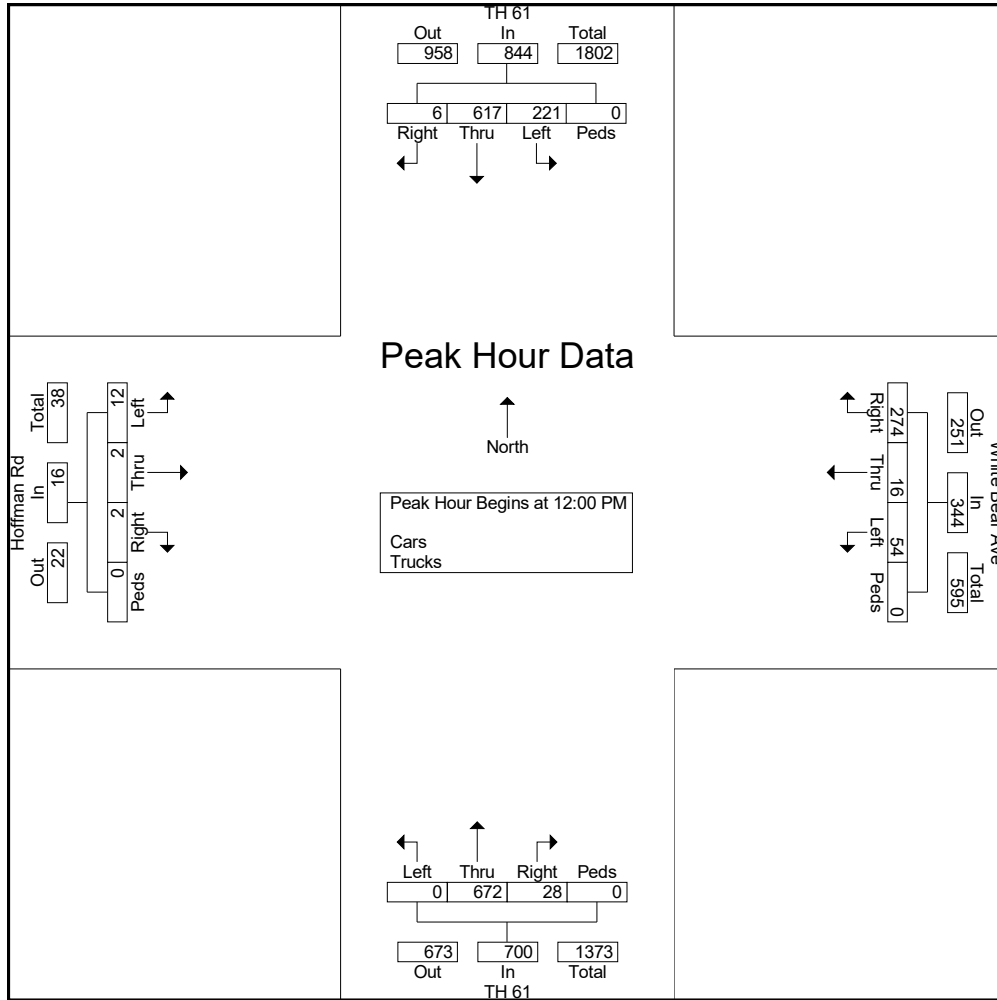 TH 61
Out In Total
958 844 1802
6 617 221 0
Right Thru Left Peds
Peak Hour Data
North
Peak Hour Begins at 12:00 PM
Cars
Trucks
Hoffman Rd
Out In Total
22 16 38
12 2 2 0
Left Thru Right Peds
White Bear Ave
Out In Total
251 344 595
274 16 54 0
Right Thru Left Peds
Left Thru Right Peds
0 672 28 0
673 700 1373
Out In Total
TH 61